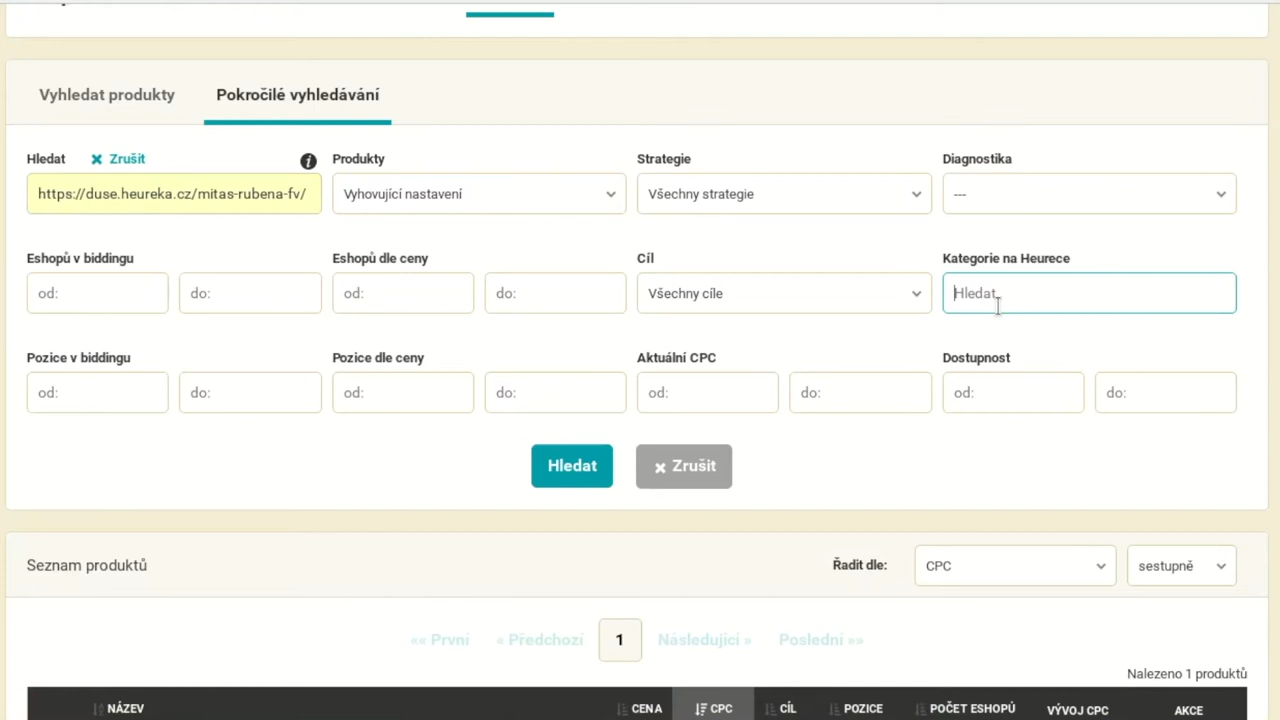 Vyhledat produkty Pokročilé vyhledávání
Hledat Zrušit Produkty Strategie Diagnostika
https://duse.heureka.cz/mitas-rubena-fv/ Vyhovující nastavení Všechny strategie ---
Eshopů v biddingu Eshopů dle ceny Cíl Kategorie na Heurece
od: do: od: do: Všechny cíle Hledat
Pozice v biddingu Pozice dle ceny Aktuální CPC Dostupnost
od: do: od: do: od: do: od: do:
Hledat Zrušit
Seznam produktů Řadit dle: CPC sestupně
«« První « Předchozí 1 Následující » Poslední »»
Nalezeno 1 produktů
NÁZEV CENA CPC CÍL POZICE POČET ESHOPŮ VÝVOJ CPC AKCE